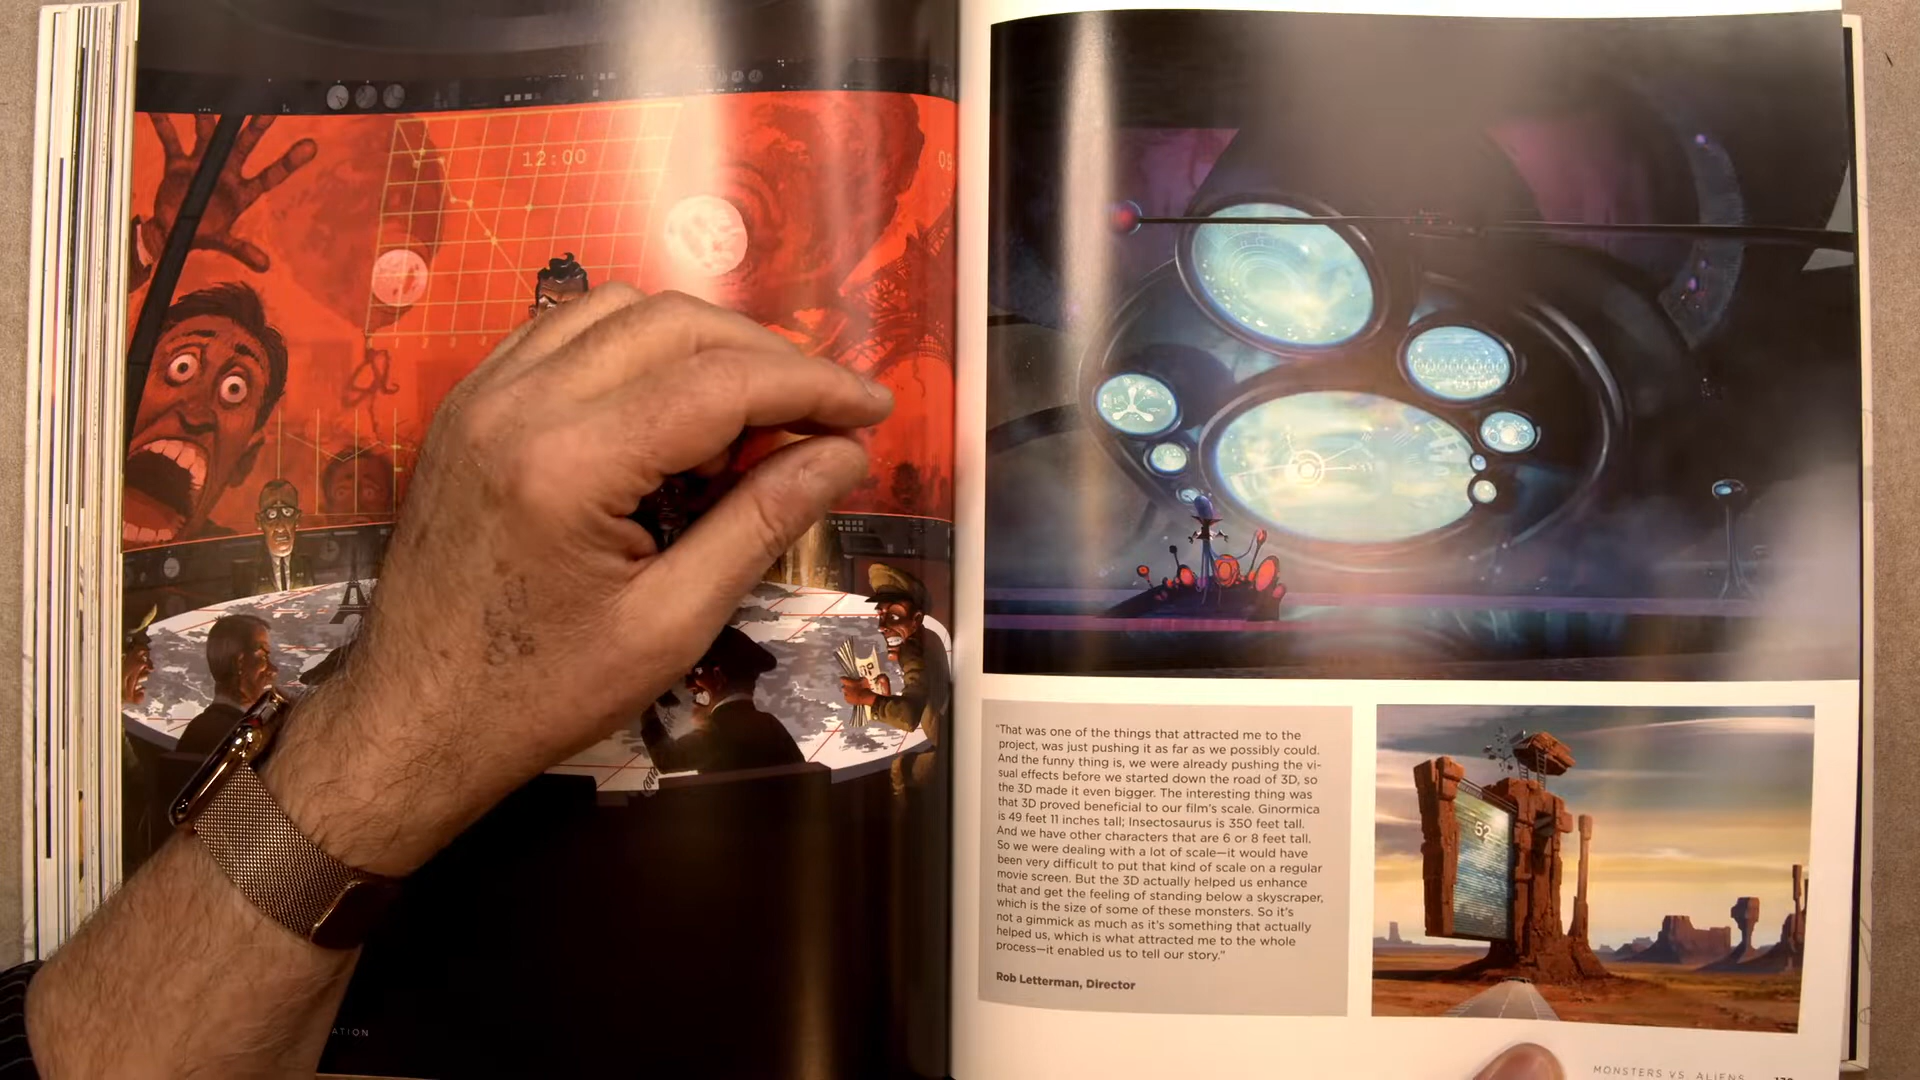 12:00
09
ATION
52
"That was one of the things that attracted me to the
project, was just pushing it as far as we possibly could.
And the funny thing is, we were already pushing the vi-
sual effects before we started down the road of 3D, so
the 3D made it even bigger. The interesting thing was
that 3D proved beneficial to our film's scale. Ginormica
is 49 feet 11 inches tall; Insectosaurus is 350 feet tall.
And we have other characters that are 6 or 8 feet tall.
So we were dealing with a lot of scale—it would have
been very difficult to put that kind of scale on a regular
movie screen. But the 3D actually helped us enhance
that and get the feeling of standing below a skyscraper,
which is the size of some of these monsters. So it's
not a gimmick as much as it's something that actually
helped us, which is what attracted me to the whole
process—it enabled us to tell our story."
Rob Letterman, Director
MONSTERS VS. ALIENS